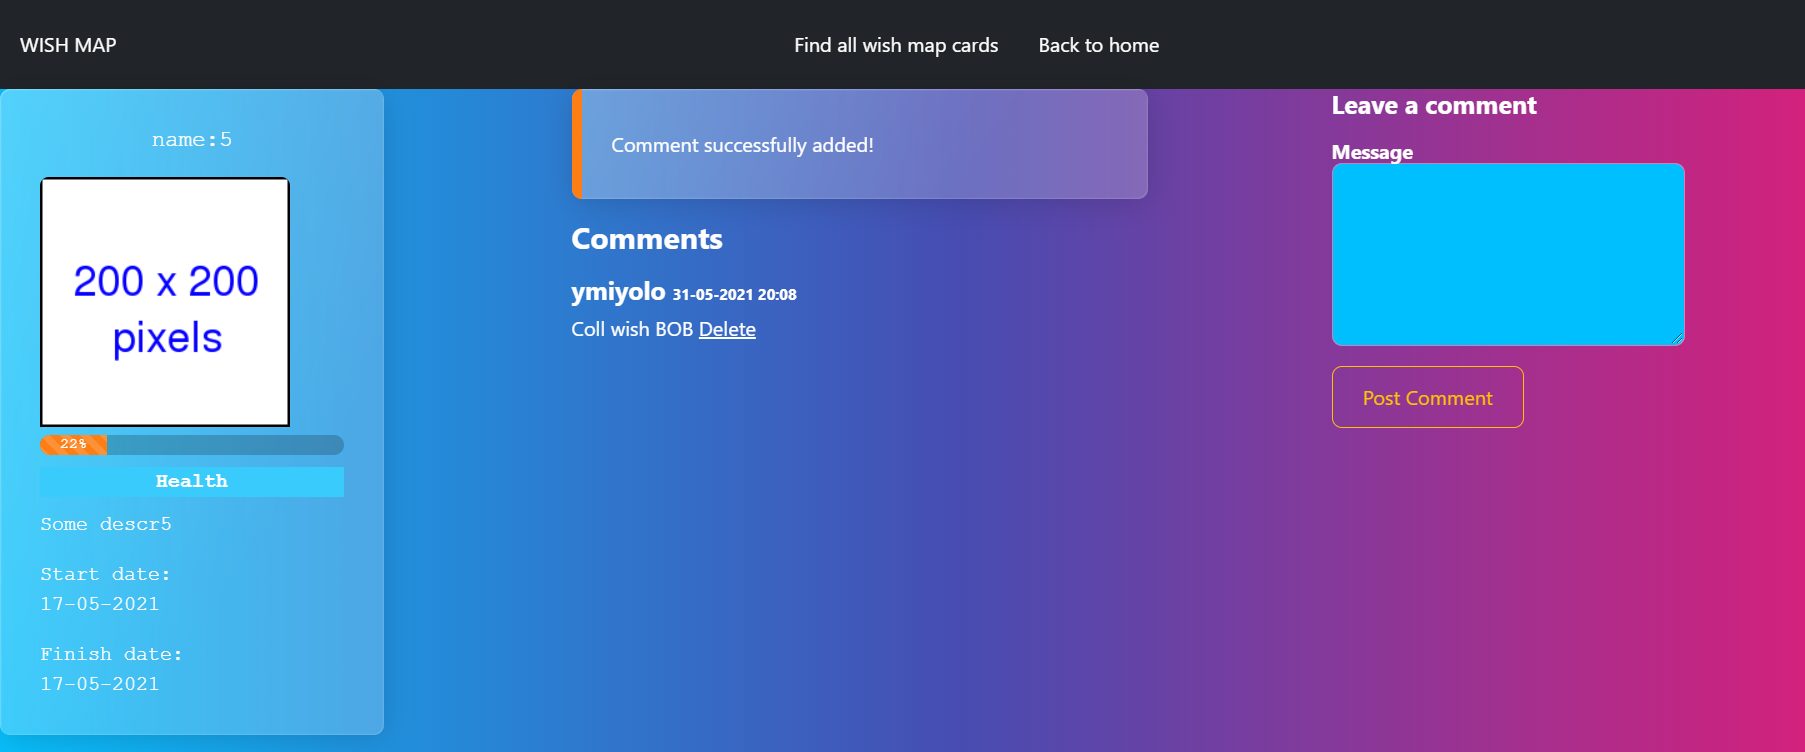 WISH MAP
Find all wish map cards
Back to home
name:5
200 x 200
pixels
22%
Health
Some descr5
Start date:
17-05-2021
Finish date:
17-05-2021
Comment successfully added!
Comments
ymiyolo 31-05-2021 20:08
Coll wish BOB Delete
Leave a comment
Message
Post Comment